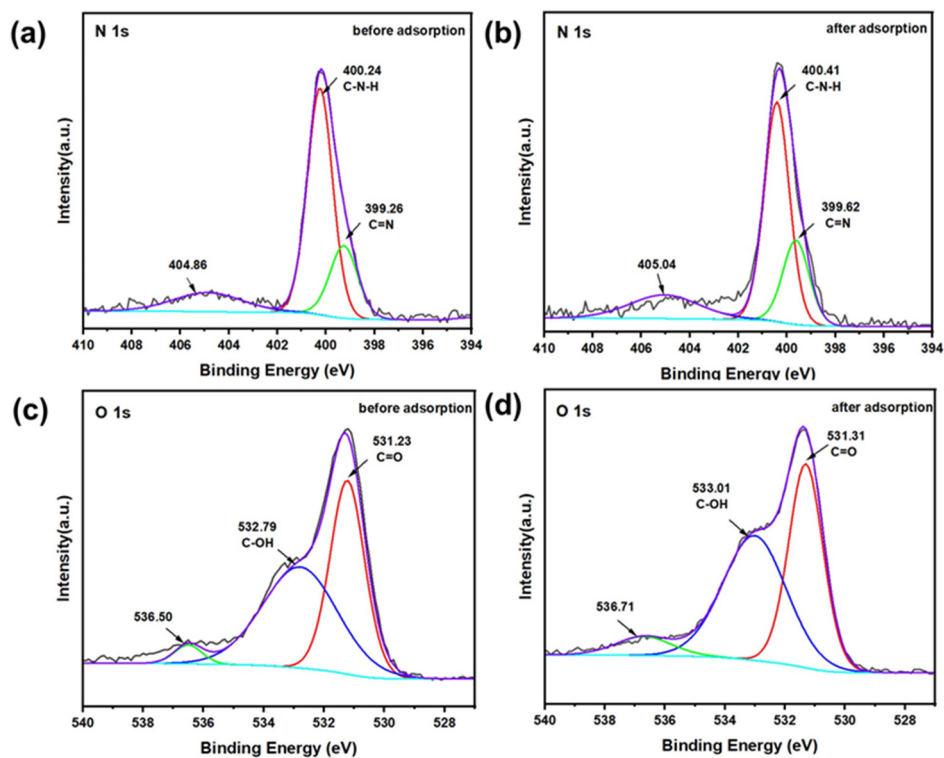 (a)
N 1s
before adsorption
400.24
C-N-H
399.26
C=N
404.86
Intensity(a.u.)
410 408 406 404 402 400 398 396 394
Binding Energy (eV)
(b)
N 1s
after adsorption
400.41
C-N-H
399.62
C=N
405.04
Intensity(a.u.)
410 408 406 404 402 400 398 396 394
Binding Energy (eV)
(c)
O 1s
before adsorption
531.23
C=O
532.79
C-OH
536.50
Intensity(a.u.)
540 538 536 534 532 530 528
Binding Energy (eV)
(d)
O 1s
after adsorption
531.31
C=O
533.01
C-OH
536.71
Intensity(a.u.)
540 538 536 534 532 530 528
Binding Energy (eV)